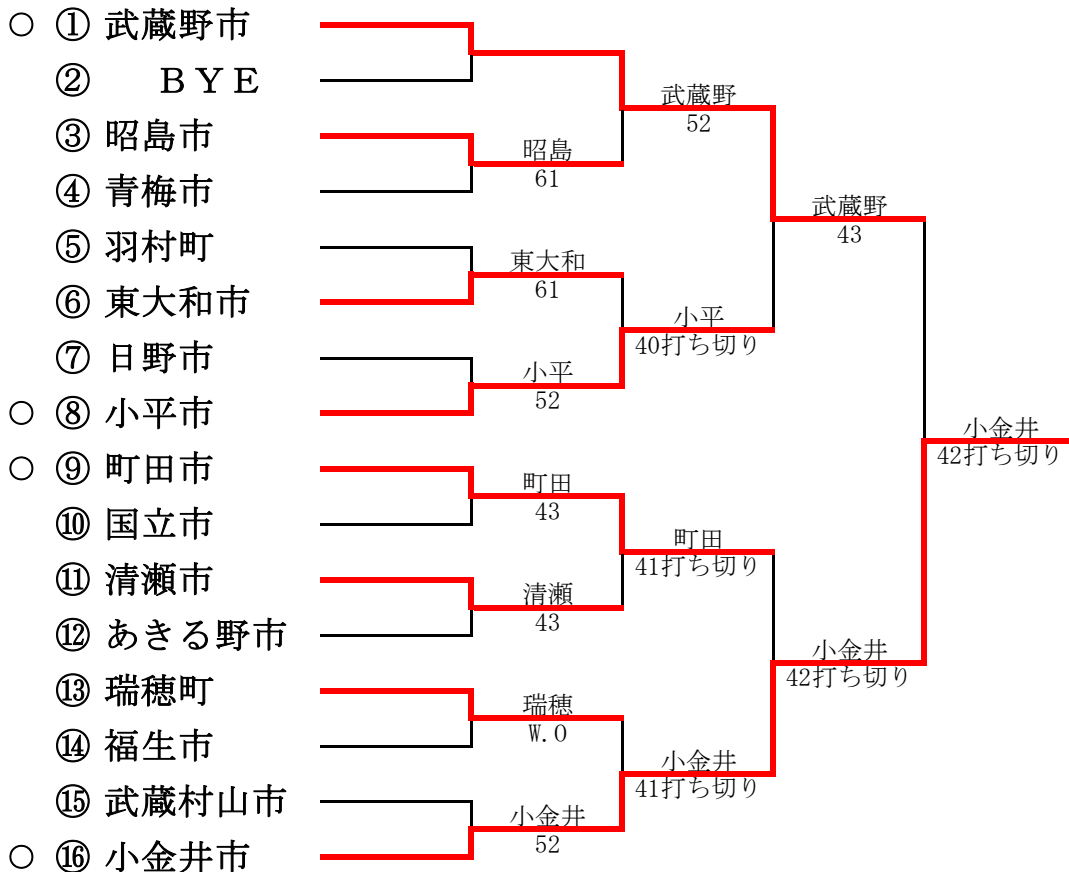 ○ ① 武蔵野市
② ＢＹＥ
③ 昭島市
④ 青梅市
⑤ 羽村町
⑥ 東大和市
⑦ 日野市
○ ⑧ 小平市
○ ⑨ 町田市
⑩ 国立市
⑪ 清瀬市
⑫ あきる野市
⑬ 瑞穂町
⑭ 福生市
⑮ 武蔵村山市
○ ⑯ 小金井市
昭島
61
東大和
61
小平
52
町田
43
清瀬
43
瑞穂
W.O
小金井
52
武蔵野
52
小平
40打ち切り
町田
41打ち切り
小金井
41打ち切り
武蔵野
43
小金井
42打ち切り
小金井
42打ち切り